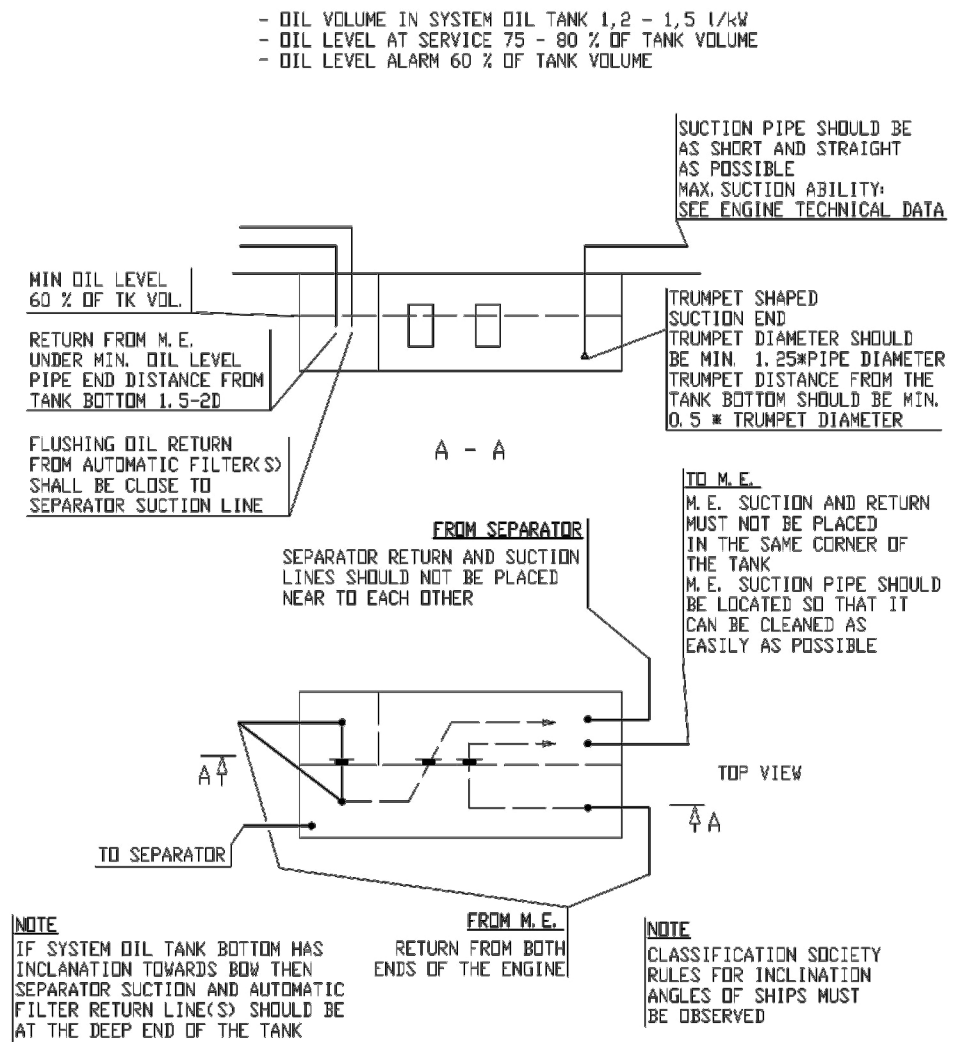 - OIL VOLUME IN SYSTEM OIL TANK 1,2 - 1,5 l/kW
- OIL LEVEL AT SERVICE 75 - 80 % OF TANK VOLUME
- OIL LEVEL ALARM 60 % OF TANK VOLUME
SUCTION PIPE SHOULD BE
AS SHORT AND STRAIGHT
AS POSSIBLE
MAX. SUCTION ABILITY:
SEE ENGINE TECHNICAL DATA
MIN OIL LEVEL
60 % OF TK VOL.
RETURN FROM M.E.
UNDER MIN. OIL LEVEL
PIPE END DISTANCE FROM
TANK BOTTOM 1.5-2D
FLUSHING OIL RETURN
FROM AUTOMATIC FILTER(S)
SHALL BE CLOSE TO
SEPARATOR SUCTION LINE
TRUMPET SHAPED
SUCTION END
TRUMPET DIAMETER SHOULD
BE MIN. 1.25*PIPE DIAMETER
TRUMPET DISTANCE FROM THE
TANK BOTTOM SHOULD BE MIN.
0.5 * TRUMPET DIAMETER
A - A
FROM SEPARATOR
SEPARATOR RETURN AND SUCTION
LINES SHOULD NOT BE PLACED
NEAR TO EACH OTHER
TO M.E.
M.E. SUCTION AND RETURN
MUST NOT BE PLACED
IN THE SAME CORNER OF
THE TANK
M.E. SUCTION PIPE SHOULD
BE LOCATED SO THAT IT
CAN BE CLEANED AS
EASILY AS POSSIBLE
A
TOP VIEW
A
TO SEPARATOR
NOTE
IF SYSTEM OIL TANK BOTTOM HAS
INCLANATION TOWARDS BOW THEN
SEPARATOR SUCTION AND AUTOMATIC
FILTER RETURN LINE(S) SHOULD BE
AT THE DEEP END OF THE TANK
FROM M.E.
RETURN FROM BOTH
ENDS OF THE ENGINE
NOTE
CLASSIFICATION SOCIETY
RULES FOR INCLINATION
ANGLES OF SHIPS MUST
BE OBSERVED